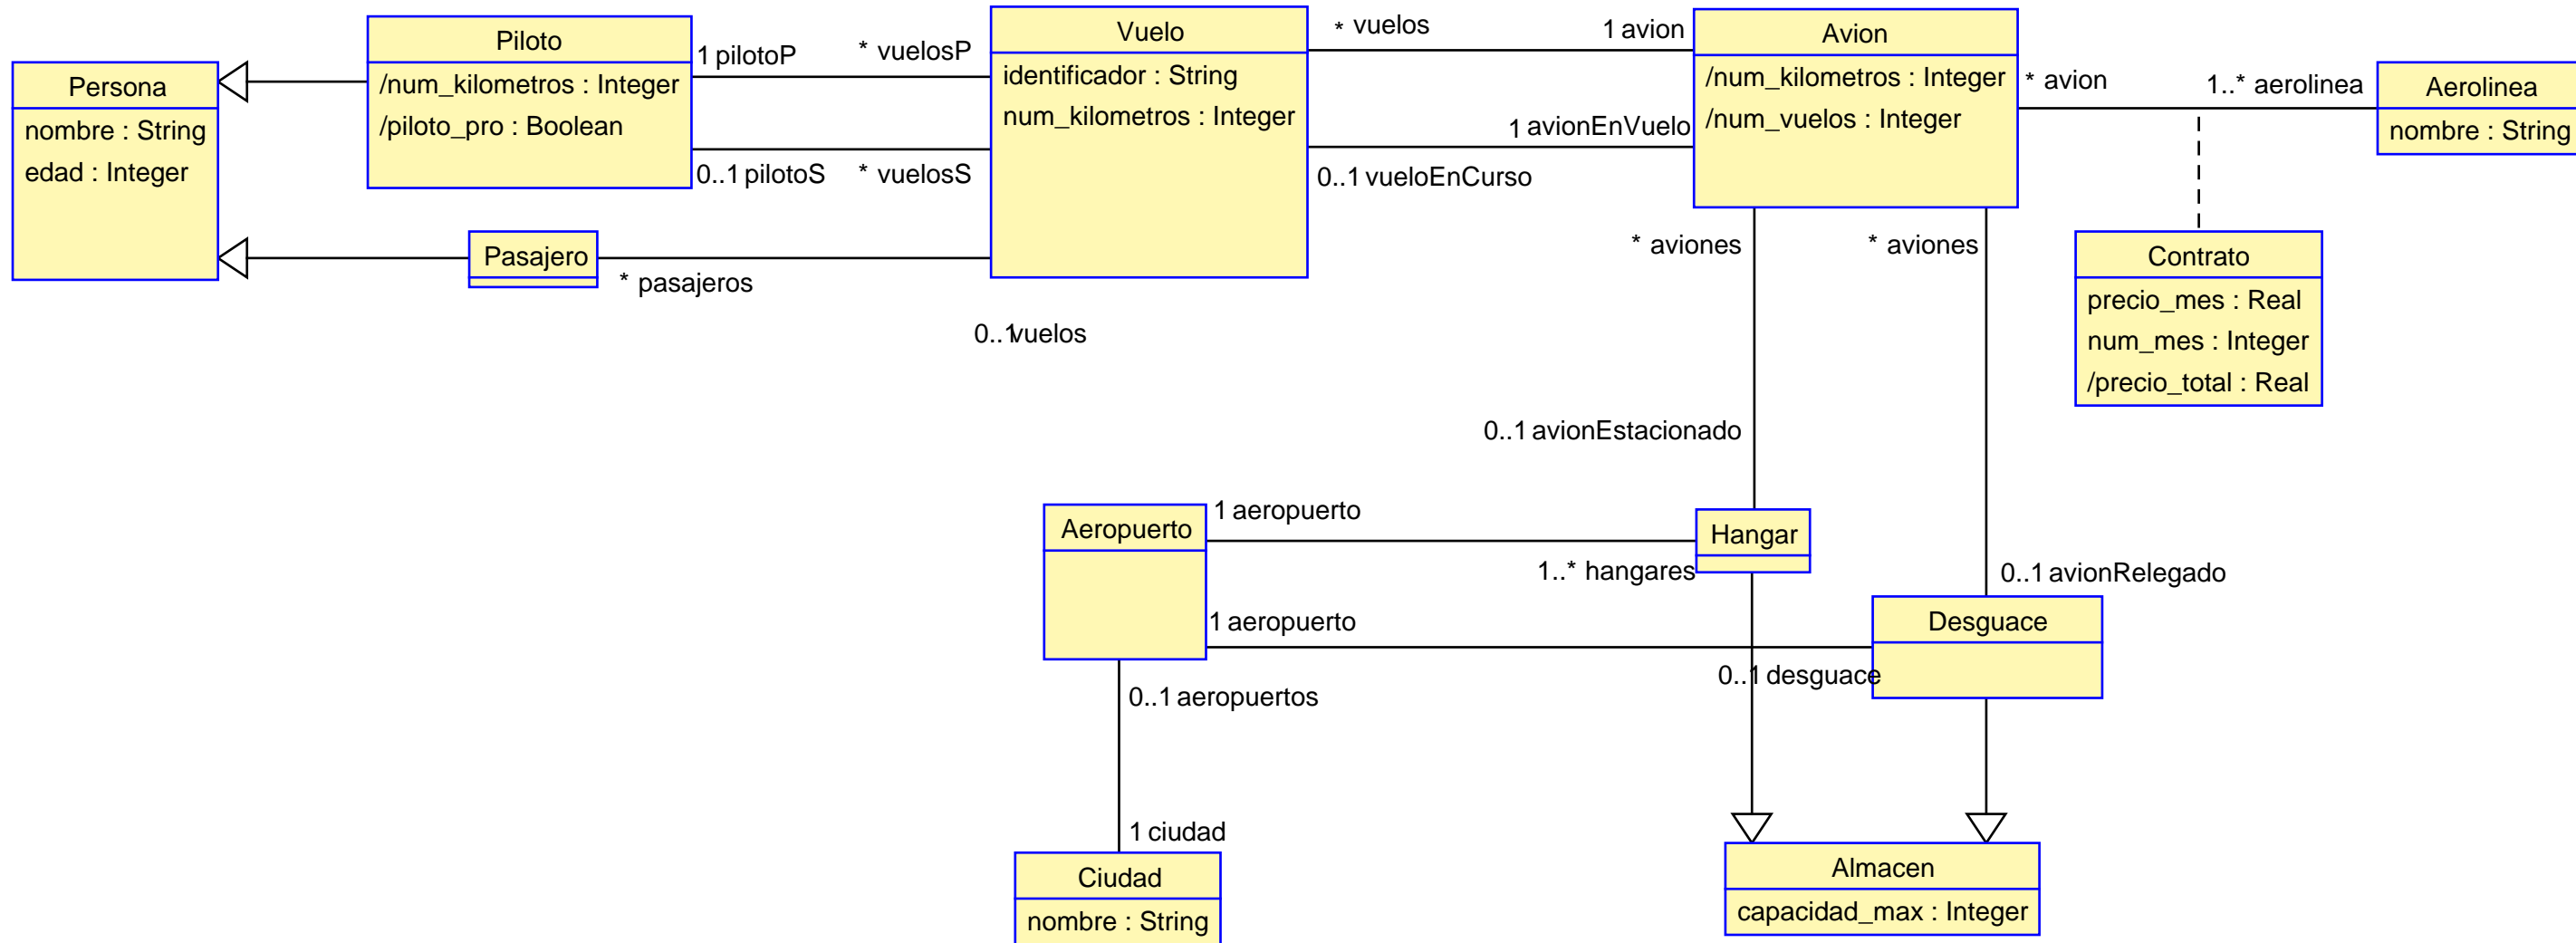 Persona
nombre : String
edad : Integer
Piloto
/num_kilometros : Integer
/piloto_pro : Boolean
1 pilotoP
* vuelosP
0..1 pilotoS
* vuelosS
Pasajero
* pasajeros
0..1 vuelos
Vuelo
identificador : String
num_kilometros : Integer
* vuelos
1 avion
1 avionEnVuelo
0..1 vueloEnCurso
Avion
/num_kilometros : Integer
/num_vuelos : Integer
* avion
1..* aerolinea
Aerolinea
nombre : String
Contrato
precio_mes : Real
num_mes : Integer
/precio_total : Real
* aviones
* aviones
0..1 avionEstacionado
0..1 avionRelegado
Aeropuerto
1 aeropuerto
1..* hangares
Hangar
1 aeropuerto
0..1 desguace
Desguace
0..1 aeropuertos
1 ciudad
Ciudad
nombre : String
Almacen
capacidad_max : Integer